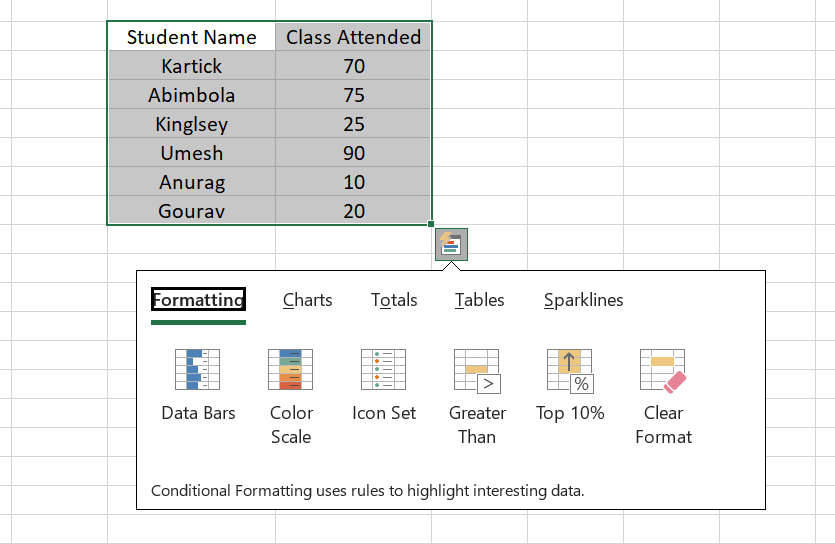 Student Name Class Attended
Kartick 70
Abimbola 75
Kinglsey 25
Umesh 90
Anurag 10
Gourav 20
Formatting Charts Totals Tables Sparklines
> %
Data Bars Color Icon Set Greater Top 10% Clear
Scale Than Format
Conditional Formatting uses rules to highlight interesting data.